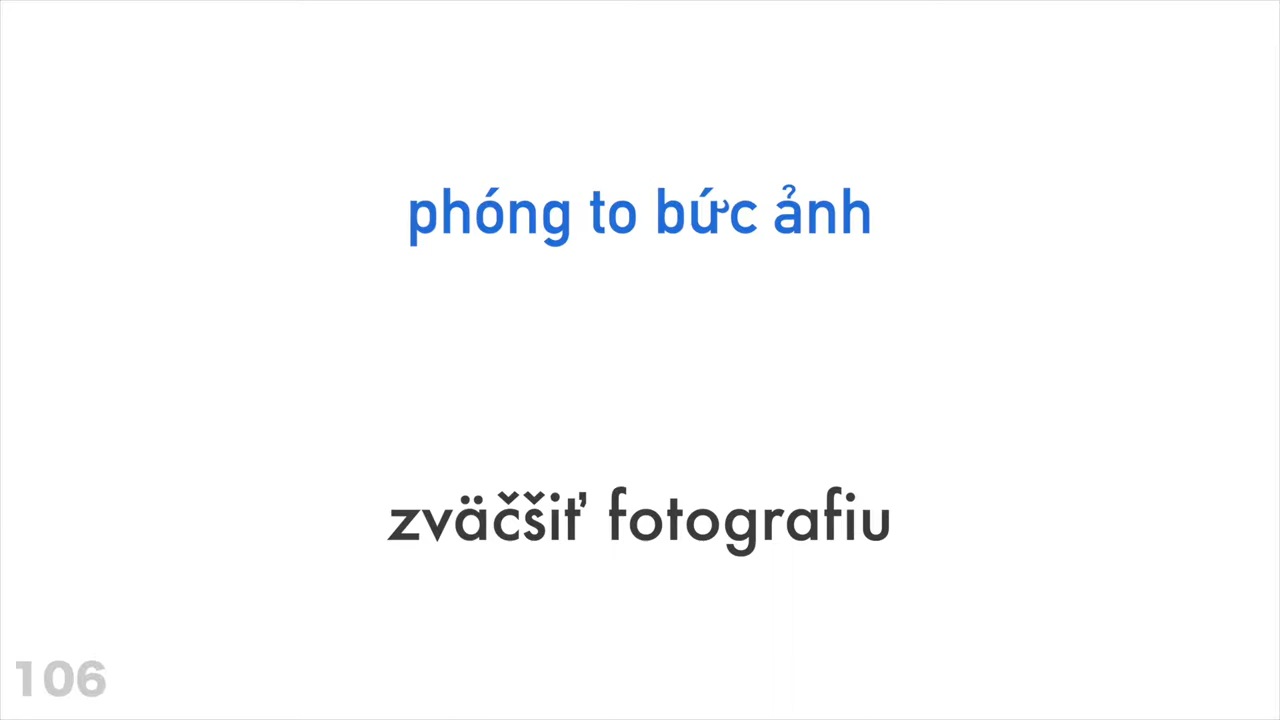 phóng to bức ảnh
zväčšiť fotografiu
106